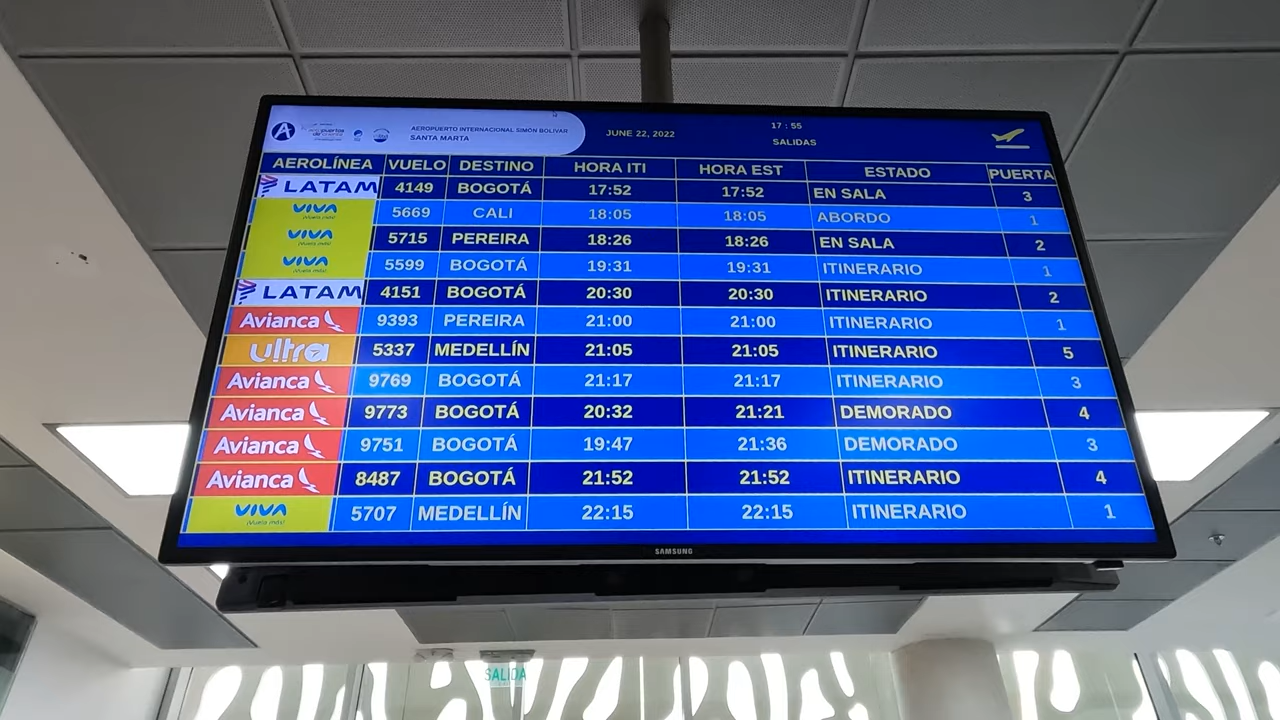 AEROPUERTO INTERNACIONAL SIMÓN BOLIVAR
SANTA MARTA
JUNE 22, 2022
17 : 55
SALIDAS
AEROLÍNEA VUELO DESTINO HORA ITI HORA EST ESTADO PUERTA
LATAM 4149 BOGOTÁ 17:52 17:52 EN SALA 3
VIVA 5669 CALI 18:05 18:05 ABORDO 1
VIVA 5715 PEREIRA 18:26 18:26 EN SALA 2
VIVA 5599 BOGOTÁ 19:31 19:31 ITINERARIO 1
LATAM 4151 BOGOTÁ 20:30 20:30 ITINERARIO 2
Avianca 9393 PEREIRA 21:00 21:00 ITINERARIO 1
ultra 5337 MEDELLÍN 21:05 21:05 ITINERARIO 5
Avianca 9769 BOGOTÁ 21:17 21:17 ITINERARIO 3
Avianca 9773 BOGOTÁ 20:32 21:21 DEMORADO 4
Avianca 9751 BOGOTÁ 19:47 21:36 DEMORADO 3
Avianca 8487 BOGOTÁ 21:52 21:52 ITINERARIO 4
VIVA 5707 MEDELLÍN 22:15 22:15 ITINERARIO 1
SAMSUNG
SALIDA